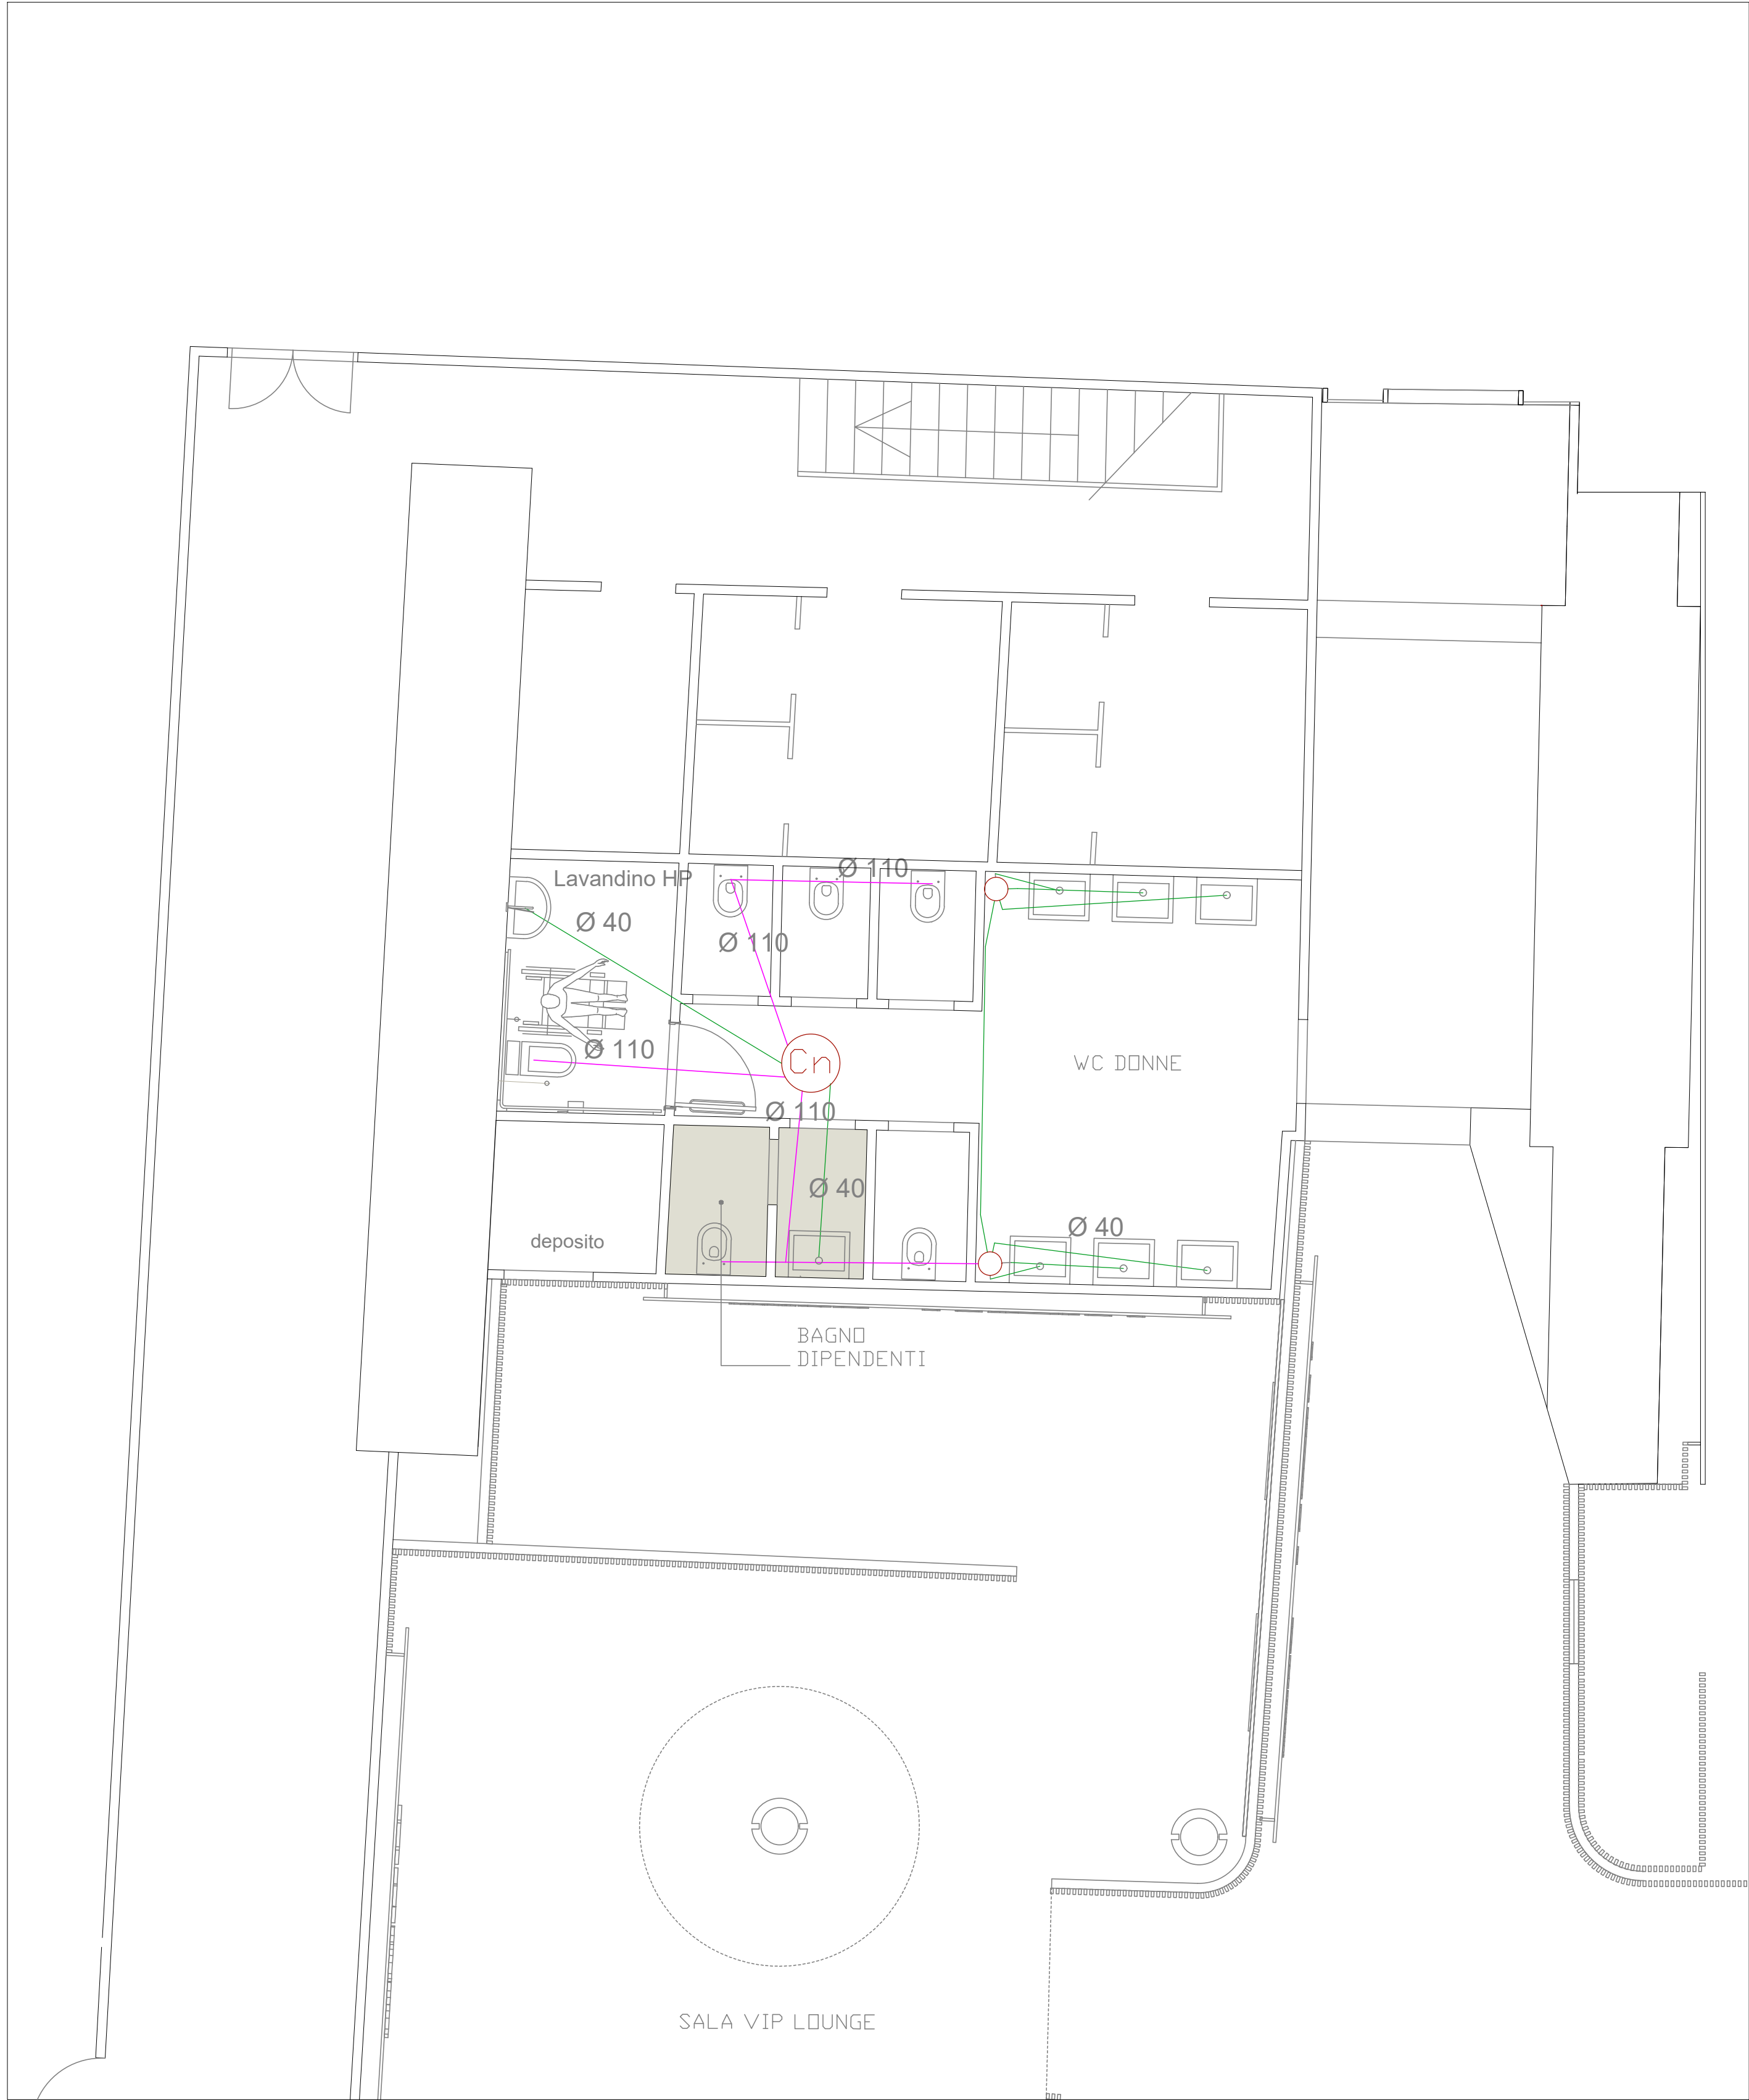 Ø 110
Lavandino HP
Ø 40
Ø 110
Ø 110
Cn
WC DONNE
Ø 110
Ø 40
Ø 40
deposito
BAGNO
DIPENDENTI
SALA VIP LOUNGE